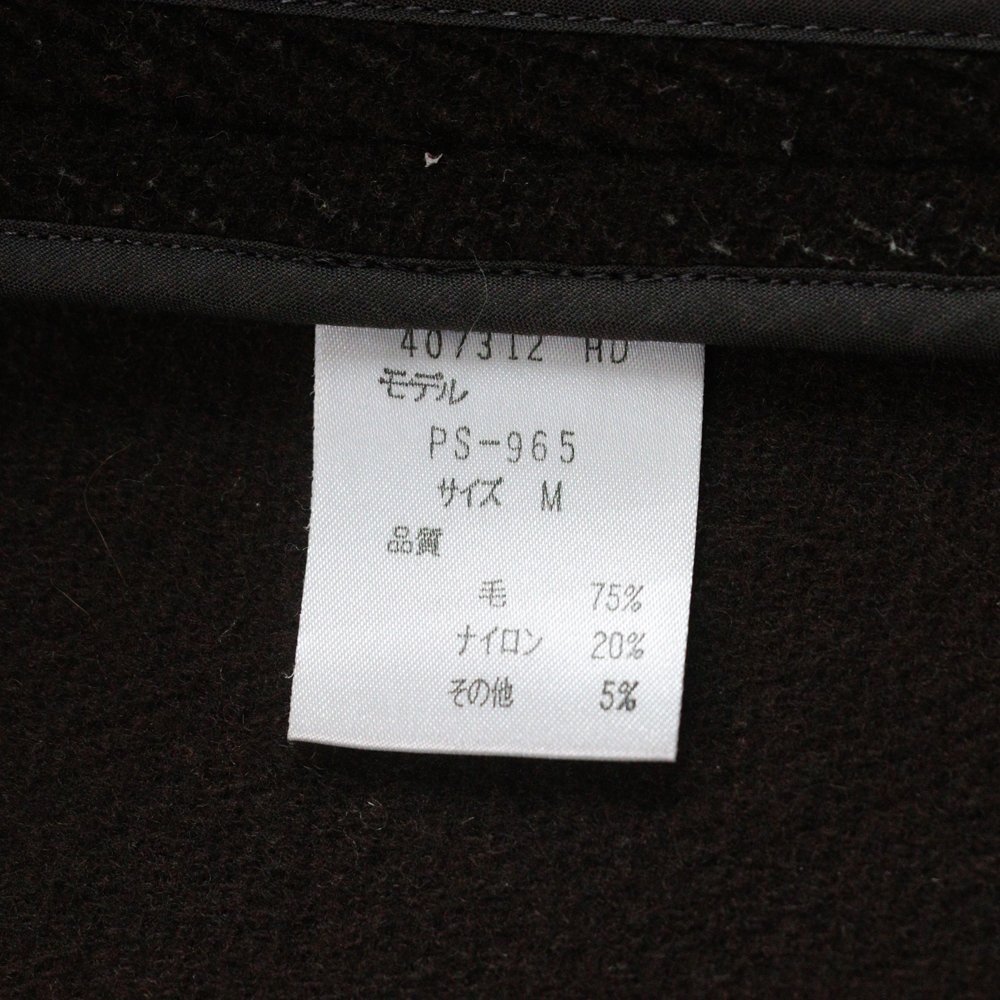 407312 HD
モデル
PS-965
サイズ M
品質
毛 75%
ナイロン 20%
その他 5%